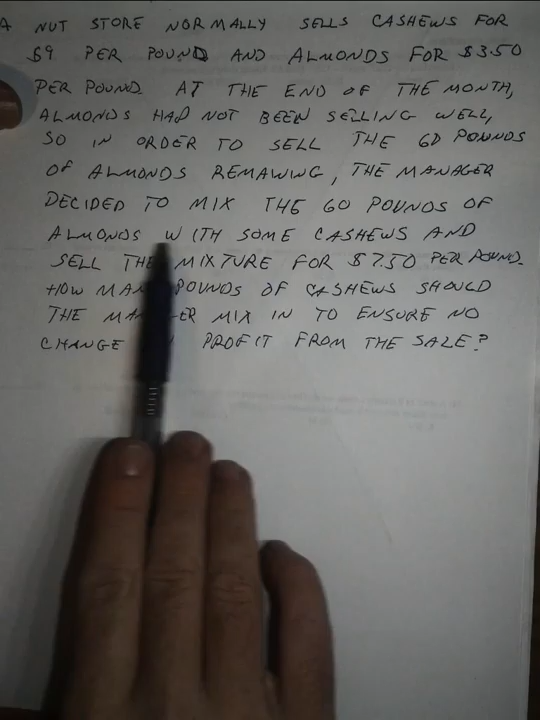 A NUT STORE NORMALLY SELLS CASHEWS FOR
$9 PER POUND AND ALMONDS FOR $3.50
PER POUND. AT THE END OF THE MONTH,
ALMONDS HAD NOT BEEN SELLING WELL,
SO IN ORDER TO SELL THE 60 POUNDS
OF ALMONDS REMAINING, THE MANAGER
DECIDED TO MIX THE 60 POUNDS OF
ALMONDS WITH SOME CASHEWS AND
SELL THE MIXTURE FOR $7.50 PER POUND.
HOW MANY POUNDS OF CASHEWS SHOULD
THE MIX IN TO ENSURE NO
CHANGE PROFIT FROM THE SALE?